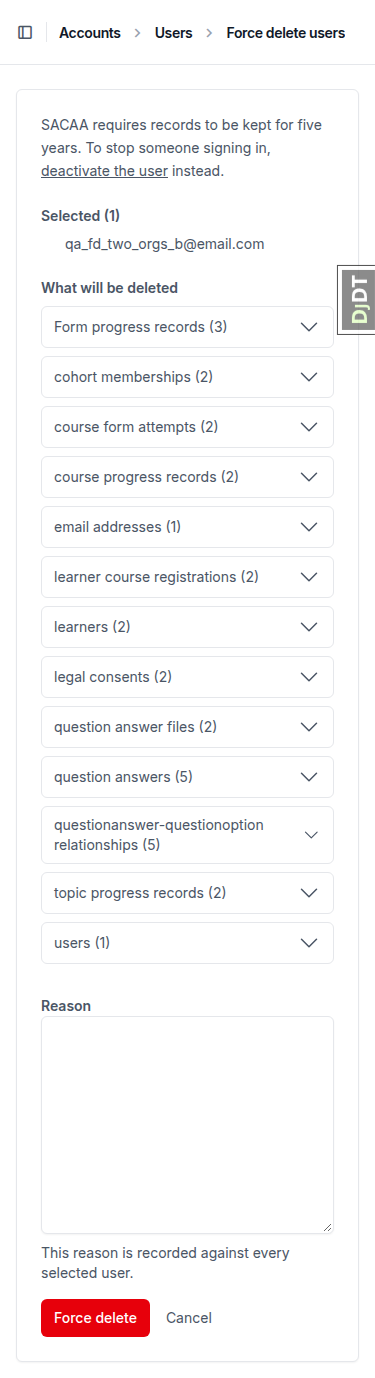 Accounts > Users > Force delete users
SACAA requires records to be kept for five
years. To stop someone signing in,
deactivate the user instead.
Selected (1)
qa_fd_two_orgs_b@email.com
What will be deleted
DjDT
Form progress records (3)
cohort memberships (2)
course form attempts (2)
course progress records (2)
email addresses (1)
learner course registrations (2)
learners (2)
legal consents (2)
question answer files (2)
question answers (5)
questionanswer-questionoption
relationships (5)
topic progress records (2)
users (1)
Reason
This reason is recorded against every
selected user.
Force delete
Cancel